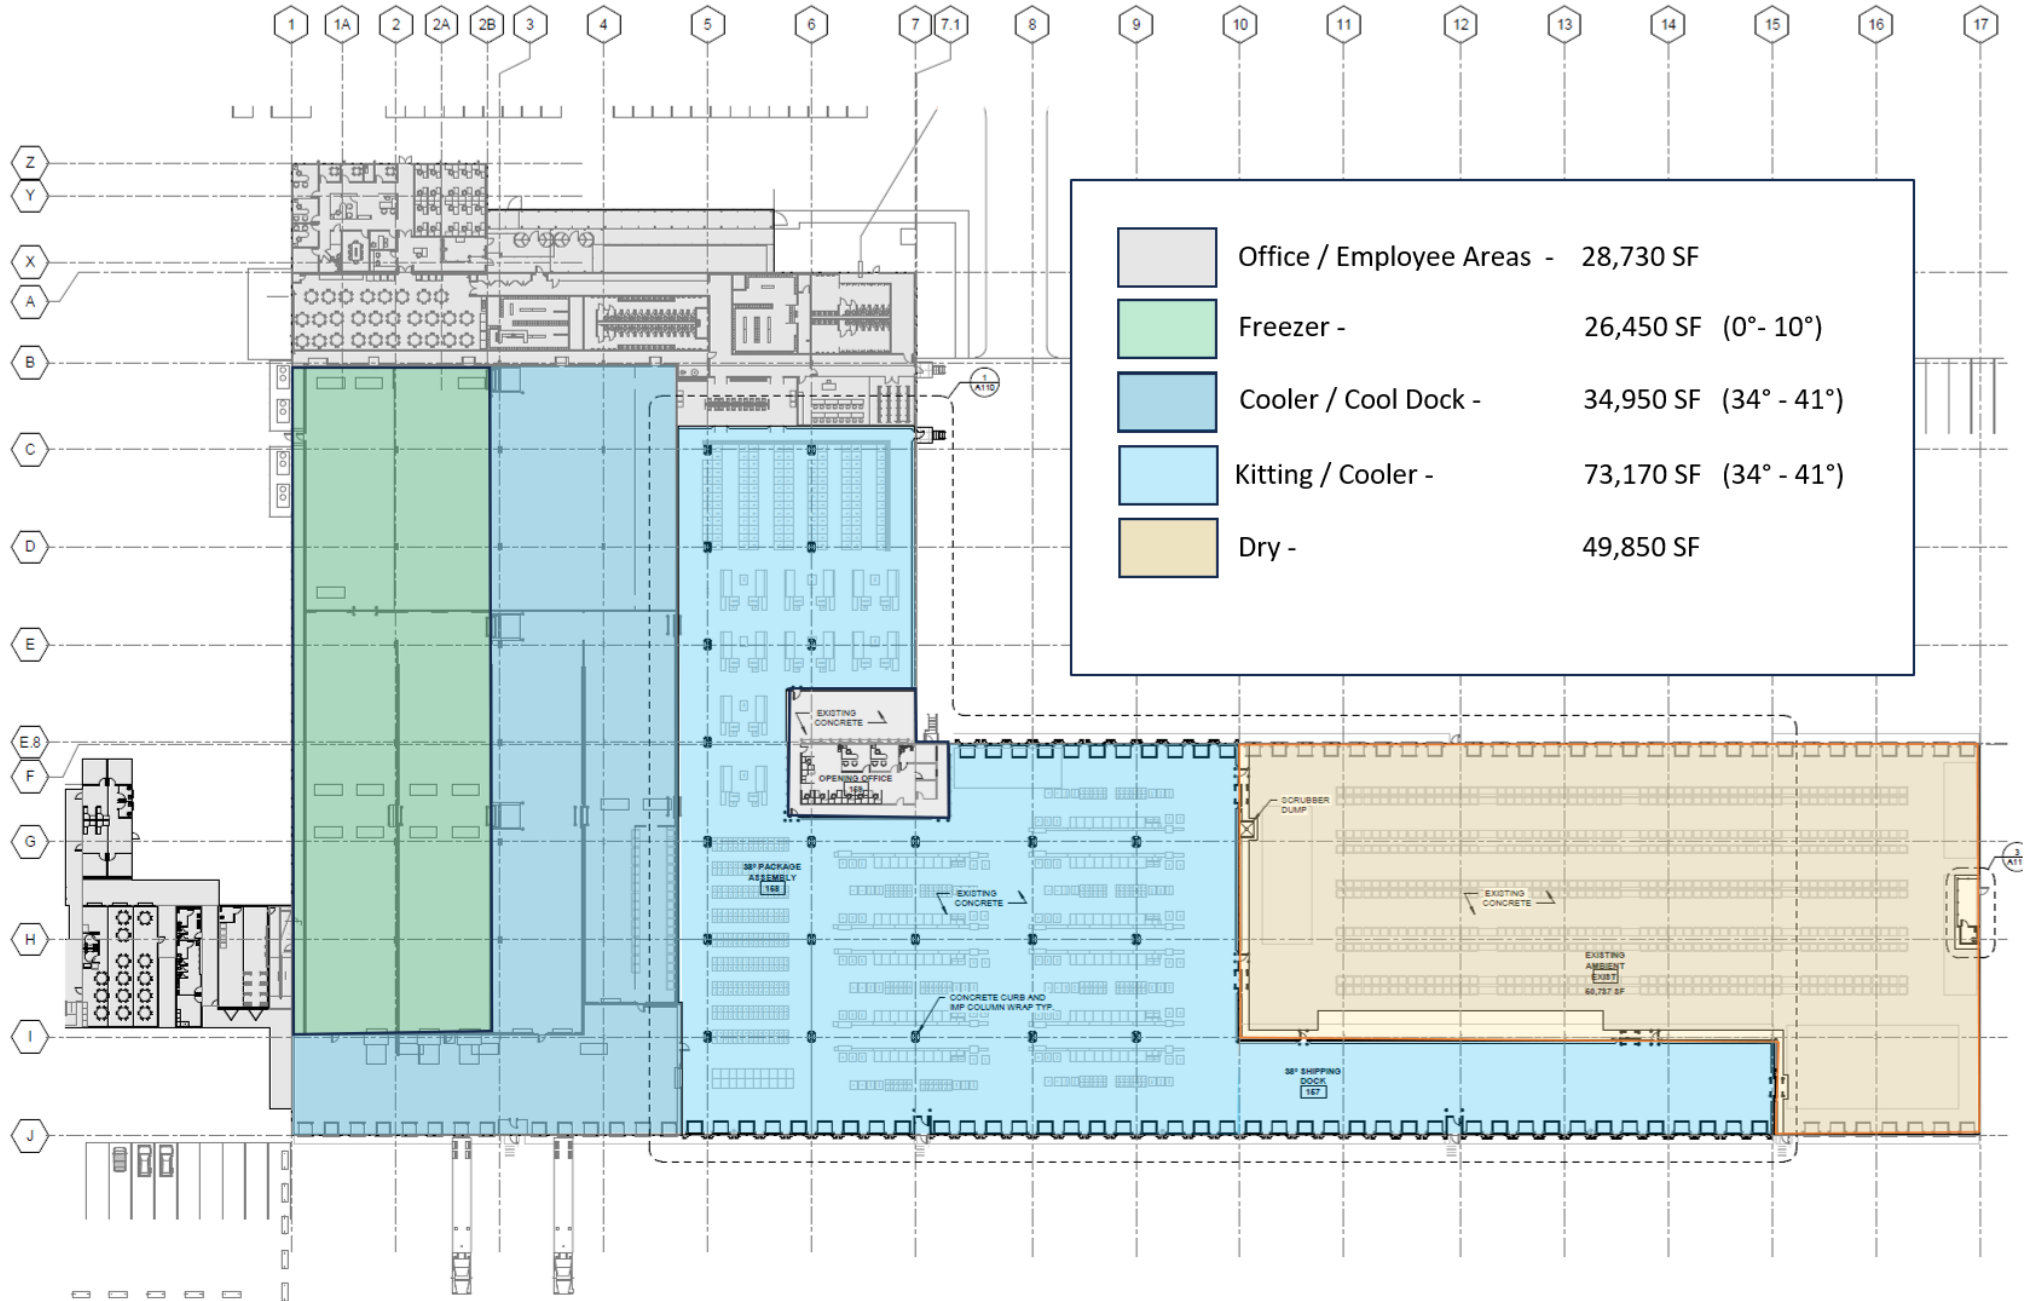 1 1A 2 2A 2B 3 4 5 6 7 7.1 8 9 10 11 12 13 14 15 16 17
Z
Y
X
A
B
C
D
E
E.8
F
G
H
I
J
Office / Employee Areas - 28,730 SF
Freezer - 26,450 SF (0°- 10°)
Cooler / Cool Dock - 34,950 SF (34° - 41°)
Kitting / Cooler - 73,170 SF (34° - 41°)
Dry - 49,850 SF
1
A110
EXISTING
CONCRETE
OPENING OFFICE
SCRUBBER
DUMP
38° PACKAGE
ASSEMBLY
168
EXISTING
CONCRETE
EXISTING
CONCRETE
3
A11
EXISTING
AMBIENT
EXIST
CONCRETE CURB AND
IMP COLUMN WRAP TYP.
38° SHIPPING
DOCK
167